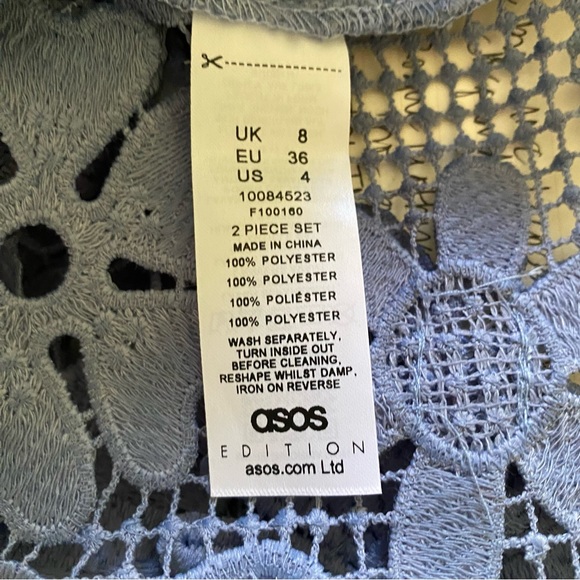 UK 8
EU 36
US 4
10084523
F100160
2 PIECE SET
MADE IN CHINA
100% POLYESTER
100% POLYESTER
100% POLIÉSTER
100% POLYESTER
WASH SEPARATELY,
TURN INSIDE OUT
BEFORE CLEANING,
RESHAPE WHILST DAMP,
IRON ON REVERSE
asos
EDITION
asos.com Ltd